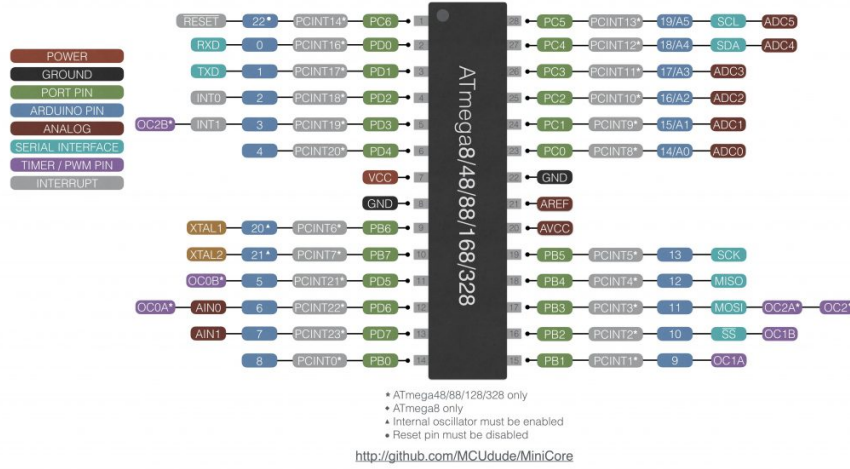 RESET 22● PCINT14* PC6 1 28 PC5 PCINT13* 19/A5 SCL ADC5
RXD 0 PCINT16* PD0 2 27 PC4 PCINT12* 18/A4 SDA ADC4
POWER
TXD 1 PCINT17* PD1 3 26 PC3 PCINT11* 17/A3 ADC3
GROUND
PORT PIN
INT0 2 PCINT18* PD2 4 25 PC2 PCINT10* 16/A2 ADC2
ARDUINO PIN
OC2B* INT1 3 PCINT19* PD3 5 24 PC1 PCINT9* 15/A1 ADC1
ANALOG
SERIAL INTERFACE
4 PCINT20* PD4 6 23 PC0 PCINT8* 14/A0 ADC0
TIMER / PWM PIN
INTERRUPT
VCC 7 22 GND
GND 8 21 AREF
XTAL1 20▲ PCINT6* PB6 9 20 AVCC
XTAL2 21▲ PCINT7* PB7 10 19 PB5 PCINT5* 13 SCK
OC0B* 5 PCINT21* PD5 11 18 PB4 PCINT4* 12 MISO
OC0A* AIN0 6 PCINT22* PD6 12 17 PB3 PCINT3* 11 MOSI OC2A* OC2
AIN1 7 PCINT23* PD7 13 16 PB2 PCINT2* 10 SS OC1B
8 PCINT0* PB0 14 15 PB1 PCINT1* 9 OC1A
ATmega8/48/88/168/328
* ATmega48/88/128/328 only
♦ ATmega8 only
▲ Internal oscillator must be enabled
● Reset pin must be disabled
http://github.com/MCUdude/MiniCore